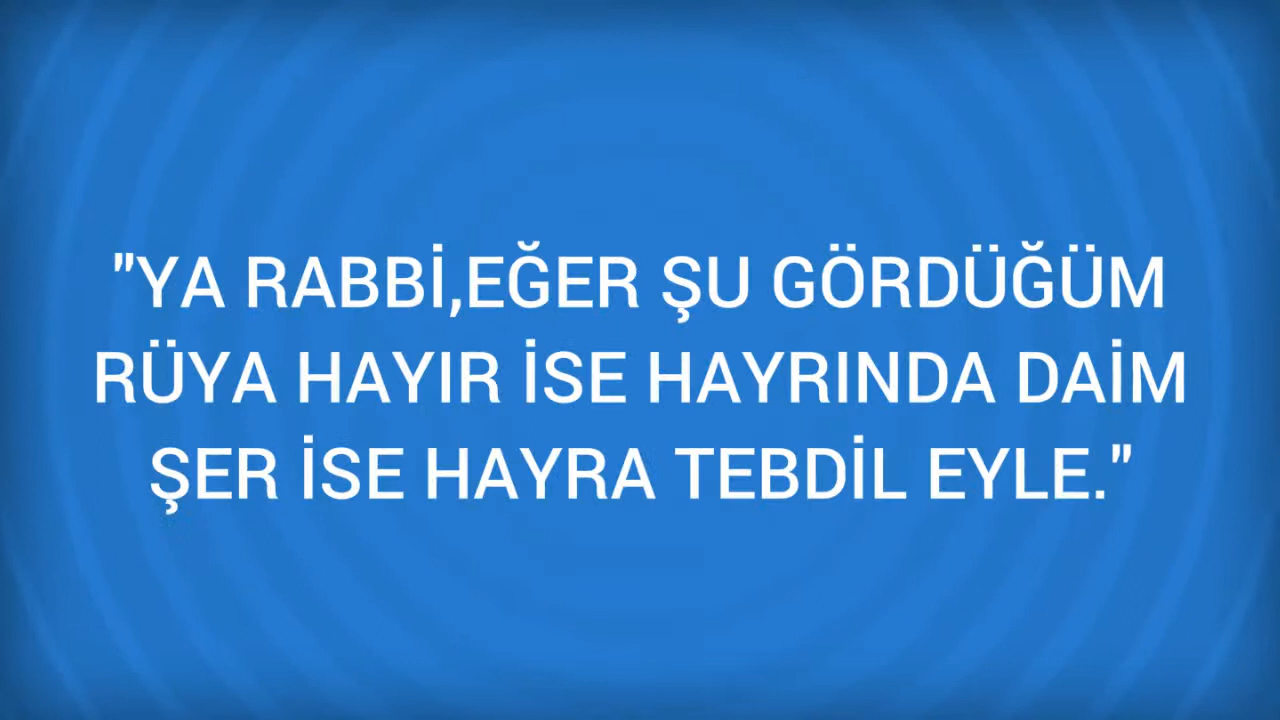 "YA RABBİ,EĞER ŞU GÖRDÜĞÜM
RÜYA HAYIR İSE HAYRINDA DAİM
ŞER İSE HAYRA TEBDİL EYLE."